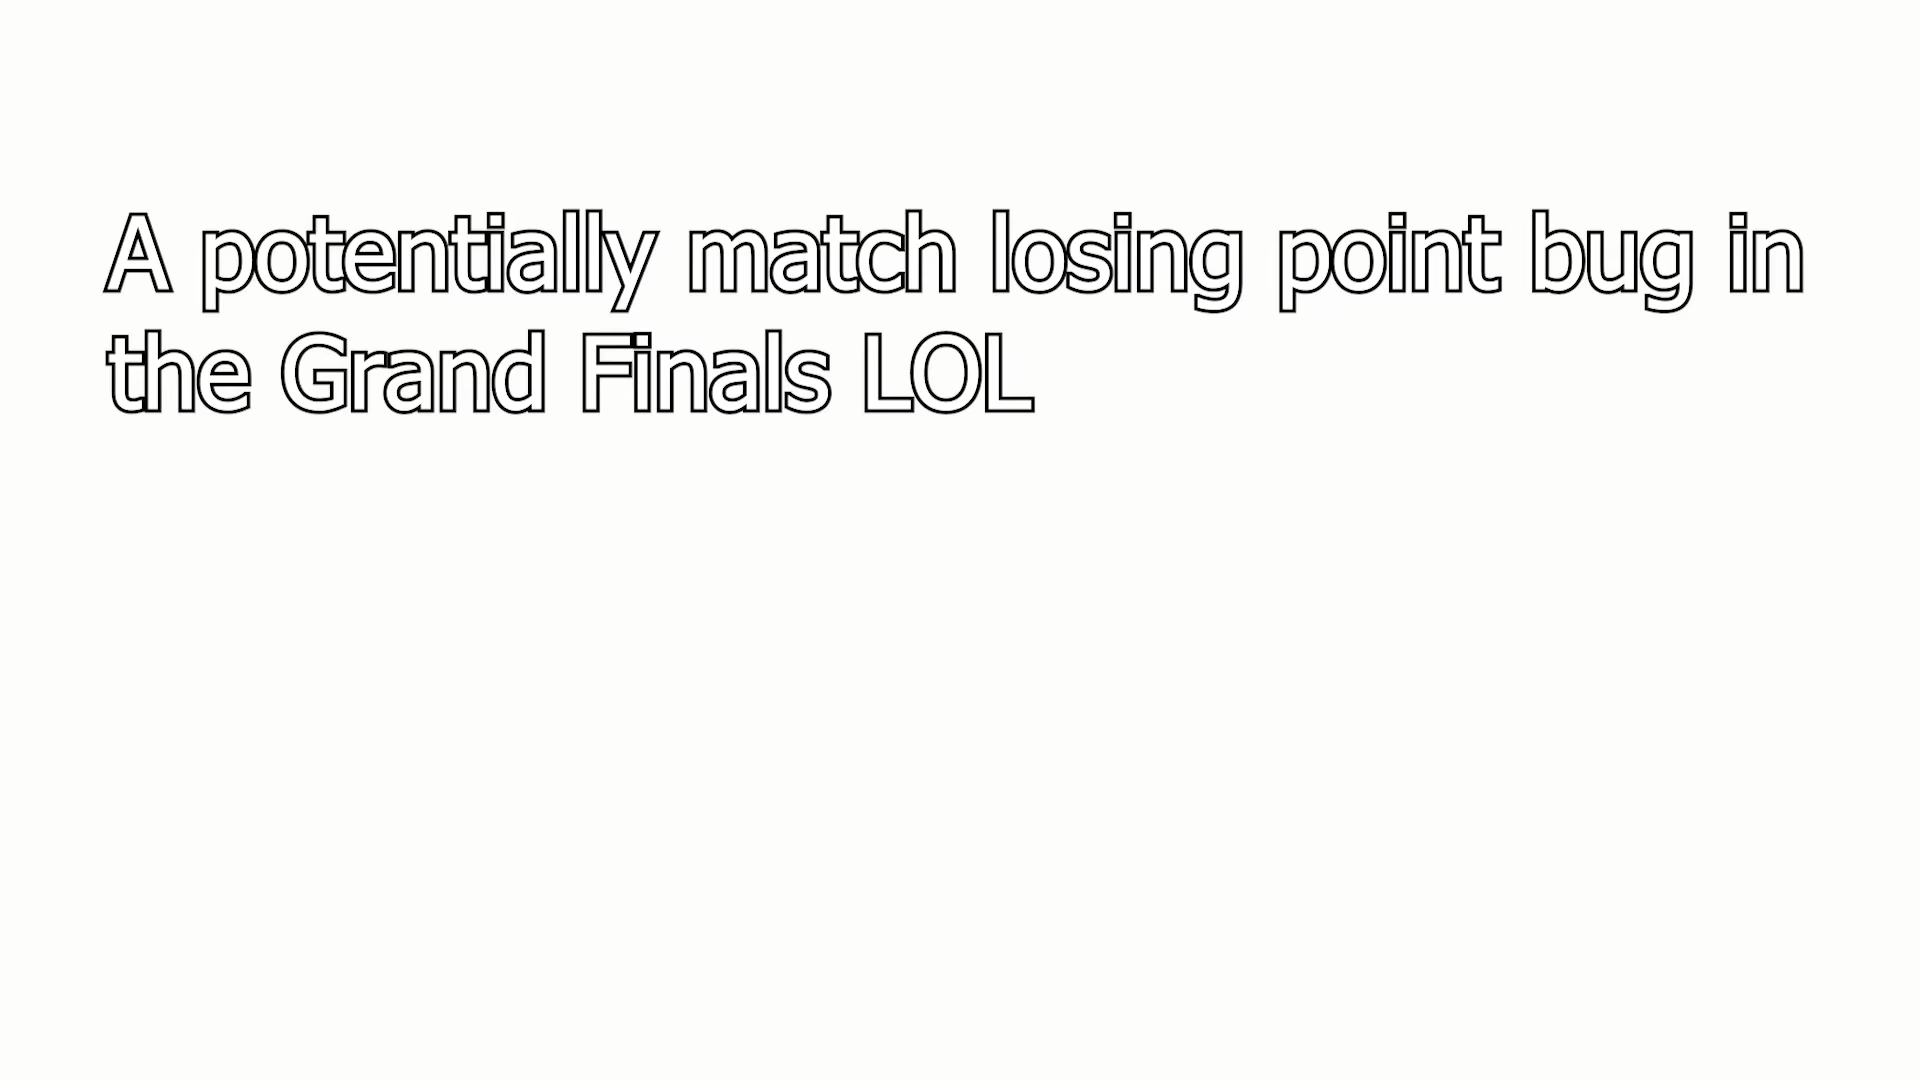 A potentially match losing point bug in
the Grand Finals LOL